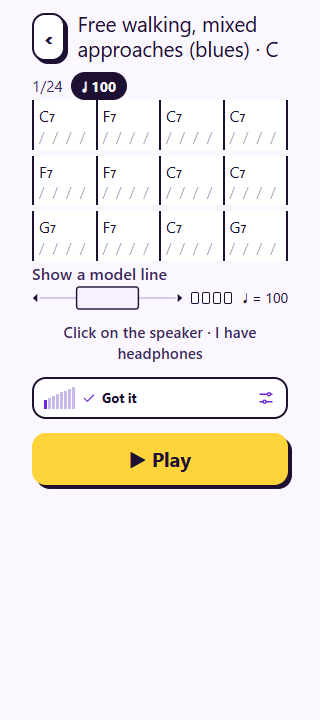 Free walking, mixed
approaches (blues) · C
1/24 ♩ 100
C7 F7 C7 C7
/ / / / / / / / / / / / / / / /
F7 F7 C7 C7
/ / / / / / / / / / / / / / / /
G7 F7 C7 G7
/ / / / / / / / / / / / / / / /
Show a model line
♩ = 100
Click on the speaker · I have
headphones
Got it
Play